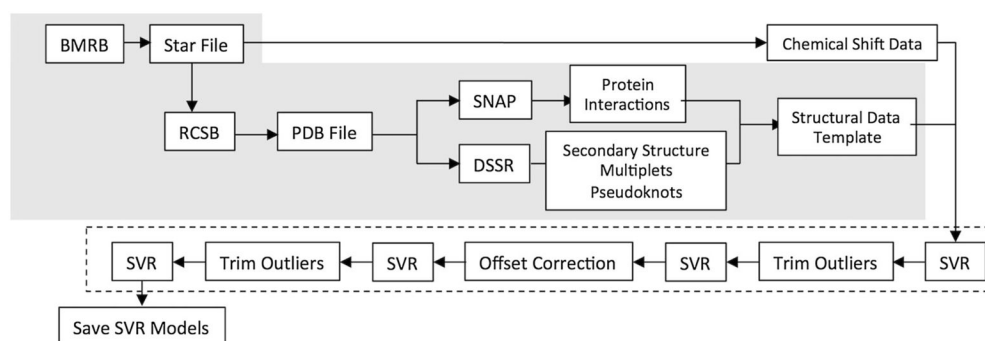 BMRB
Star File
Chemical Shift Data
RCSB
PDB File
SNAP
Protein
Interactions
Structural Data
Template
DSSR
Secondary Structure
Multiplets
Pseudoknots
SVR
Trim Outliers
SVR
Offset Correction
SVR
Trim Outliers
SVR
Save SVR Models